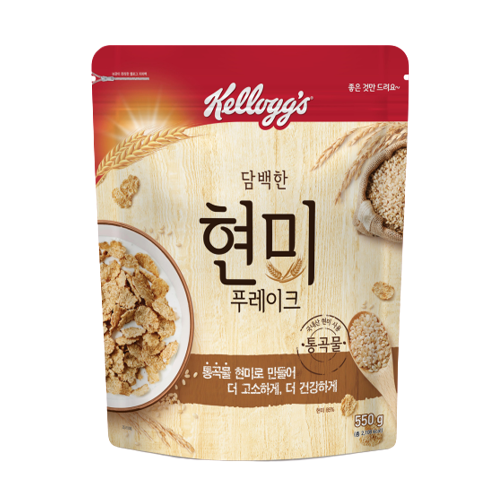 Kellogg's
좋은 것만 드려요~
담백한
현미
푸레이크
국내산 현미 사용
통곡물
통곡물 현미로 만들어
더 고소하게, 더 건강하게
550 g